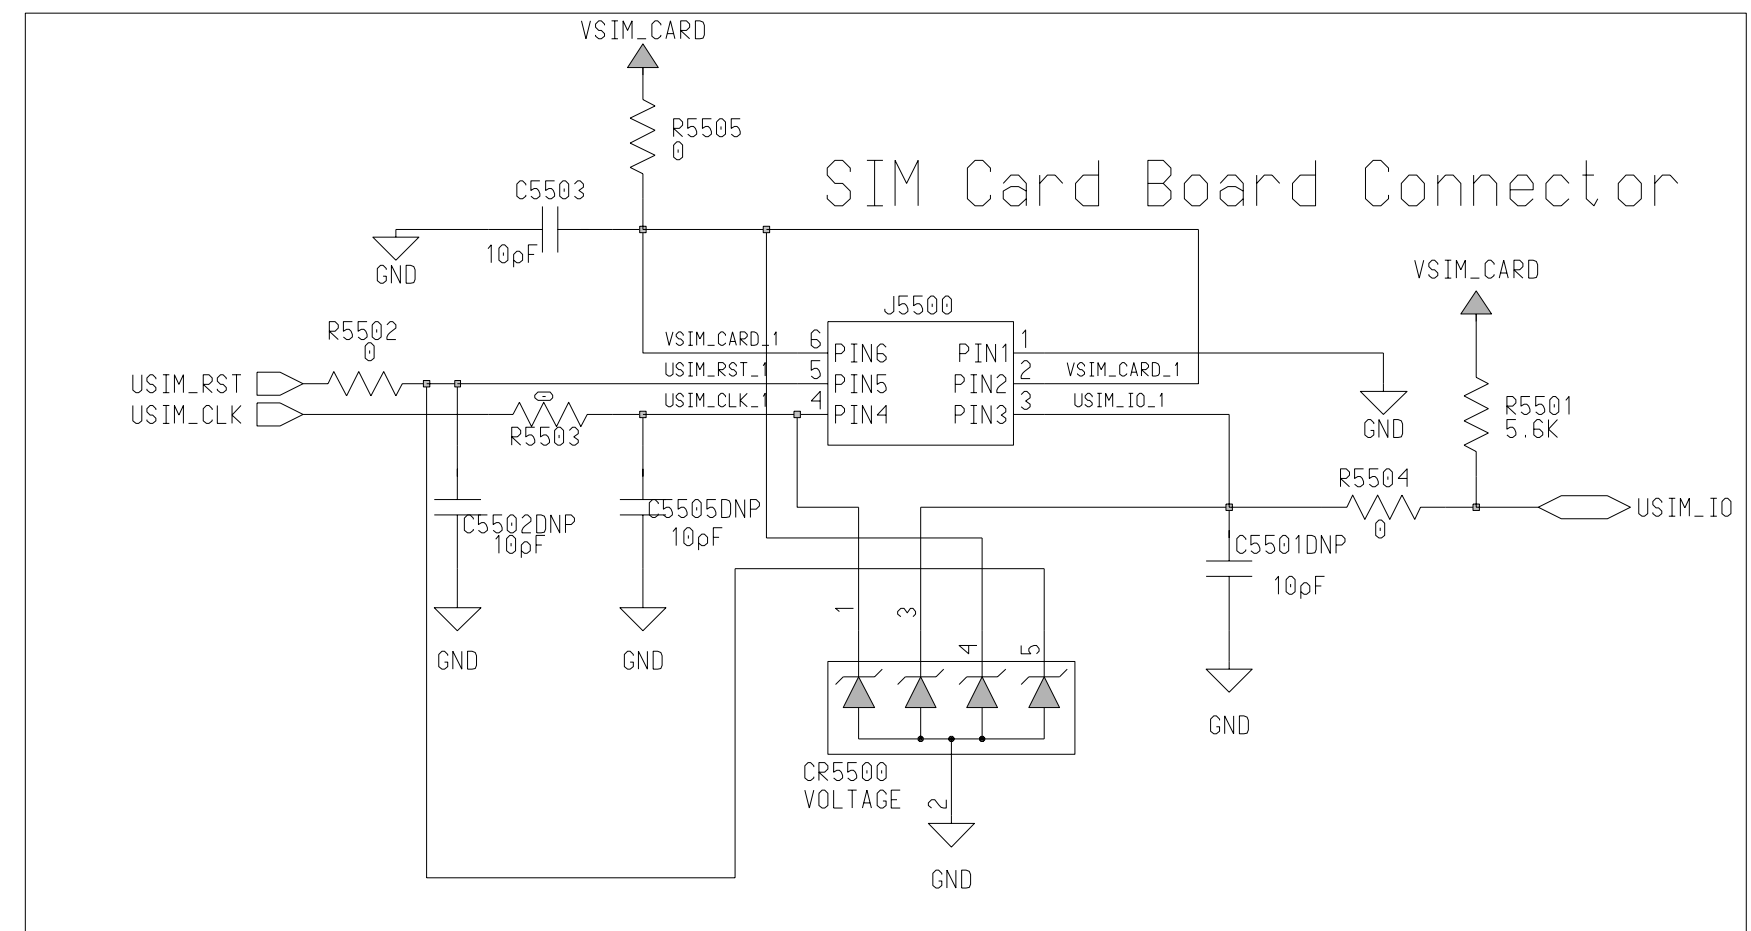 VSIM_CARD
R5505
0
SIM Card Board Connector
C5503
10pF
GND
VSIM_CARD
J5500
R5502
0
VSIM_CARD_1
6
PIN6
PIN1
1
USIM_RST
USIM_RST_1
5
PIN5
PIN2
2
VSIM_CARD_1
USIM_CLK
0
R5503
USIM_CLK_1
4
PIN4
PIN3
3
USIM_IO_1
GND
R5501
5.6K
R5504
0
USIM_IO
C5502DNP
10pF
C5505DNP
10pF
C5501DNP
10pF
1
3
4
5
GND
GND
GND
CR5500
VOLTAGE
2
GND